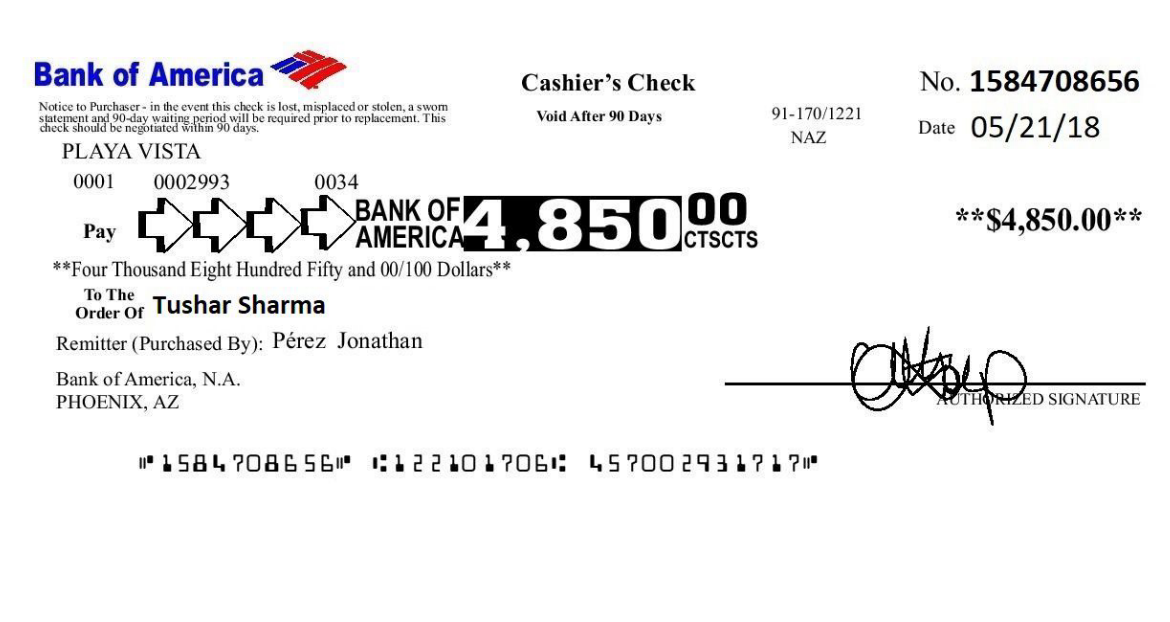 Bank of America
Cashier's Check
No. 1584708656
Notice to Purchaser - in the event this check is lost, misplaced or stolen, a sworn
statement and 90-day waiting period will be required prior to replacement. This
check should be negotiated within 90 days.
Void After 90 Days
91-170/1221
NAZ
Date 05/21/18
PLAYA VISTA
0001 0002993 0034
Pay BANK OF AMERICA 4,850 00 CTSCTS **$4,850.00**
**Four Thousand Eight Hundred Fifty and 00/100 Dollars**
To The
Order Of Tushar Sharma
Remitter (Purchased By): Pérez Jonathan
Bank of America, N.A.
PHOENIX, AZ
AUTHORIZED SIGNATURE
⑈1584708656⑈ ⑆122101706⑆ 457002931717⑈